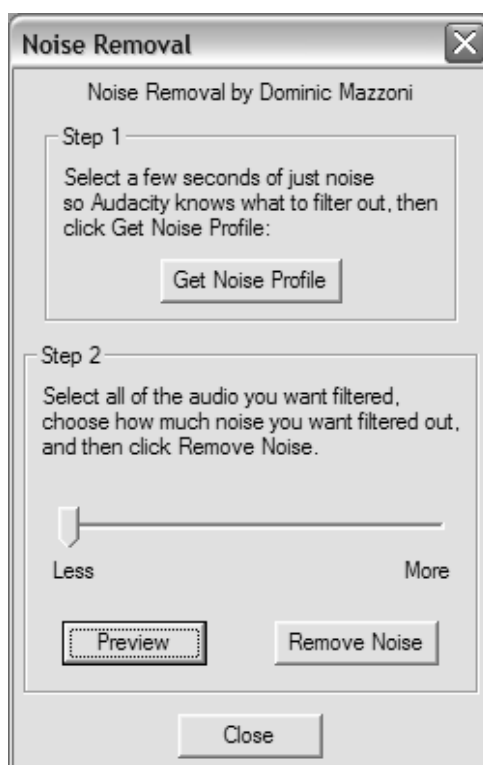 Noise Removal
Noise Removal by Dominic Mazzoni
Step 1
Select a few seconds of just noise
so Audacity knows what to filter out, then
click Get Noise Profile:
Get Noise Profile
Step 2
Select all of the audio you want filtered,
choose how much noise you want filtered out,
and then click Remove Noise.
Less More
Preview Remove Noise
Close